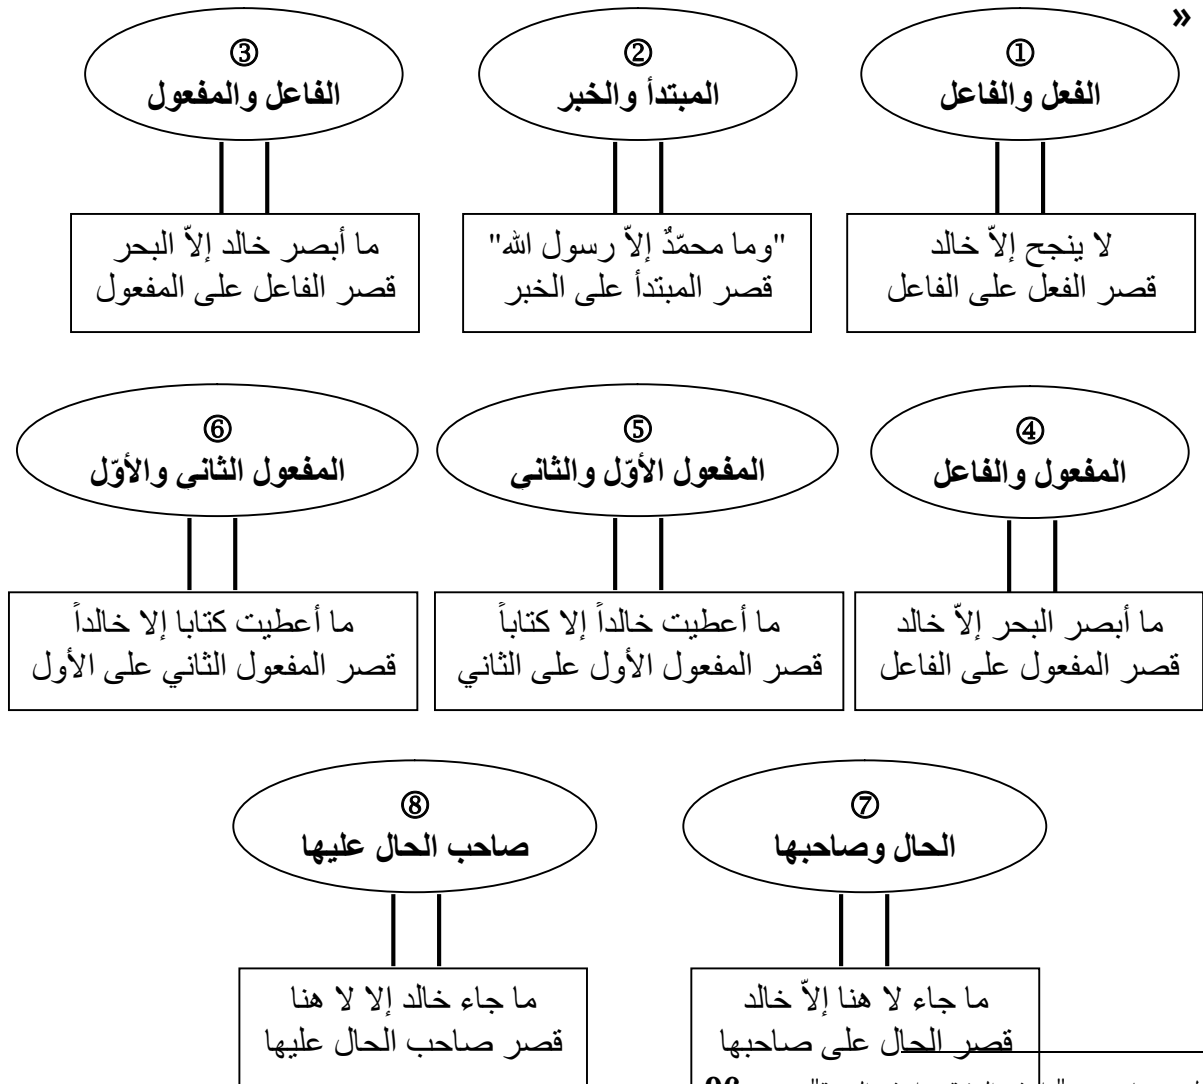 »
①
الفعل والفاعل
لا ينجح إلاّ خالد
قصر الفعل على الفاعل
②
المبتدأ والخبر
"وما محمّدٌ إلاّ رسول الله"
قصر المبتدأ على الخبر
③
الفاعل والمفعول
ما أبصر خالد إلاّ البحر
قصر الفاعل على المفعول
④
المفعول والفاعل
ما أبصر البحر إلاّ خالد
قصر المفعول على الفاعل
⑤
المفعول الأوّل والثانى
ما أعطيت خالداً إلا كتاباً
قصر المفعول الأول على الثاني
⑥
المفعول الثانى والأوّل
ما أعطيت كتابا إلا خالداً
قصر المفعول الثاني على الأول
⑦
الحال وصاحبها
ما جاء لا هنا إلاّ خالد
قصر الحال على صاحبها
⑧
صاحب الحال عليها
ما جاء خالد إلا لا هنا
قصر صاحب الحال عليها